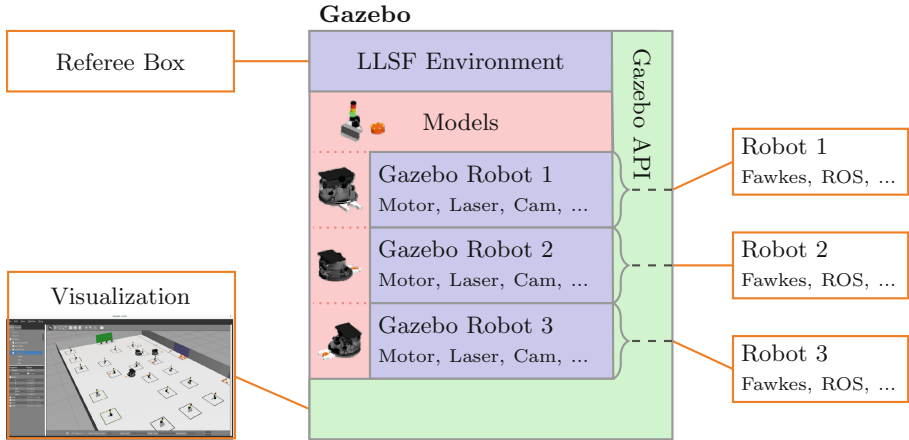 Gazebo
Referee Box
LLSF Environment
Gazebo API
Models
Gazebo Robot 1
Motor, Laser, Cam, ...
Gazebo Robot 2
Motor, Laser, Cam, ...
Gazebo Robot 3
Motor, Laser, Cam, ...
Robot 1
Fawkes, ROS, ...
Robot 2
Fawkes, ROS, ...
Robot 3
Fawkes, ROS, ...
Visualization